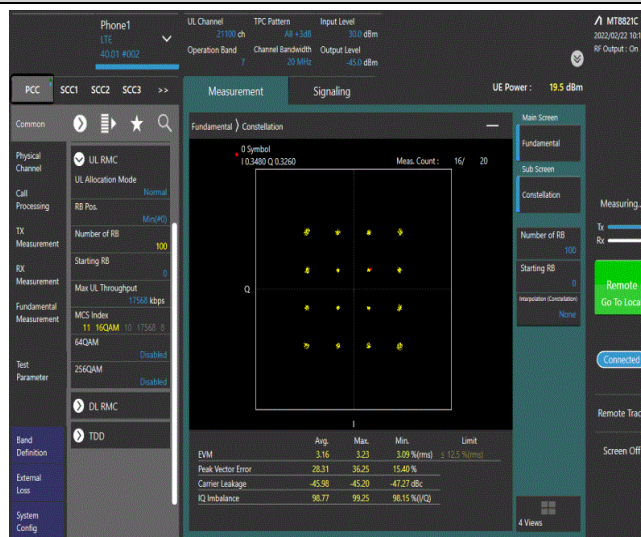 Phone1
LTE
40.01 #002
UL Channel TPC Pattern Input Level
21100 ch All +3dB 30.0 dBm
Operation Band Channel Bandwidth Output Level
7 20 MHz -45.0 dBm
MT8821C
2022/02/22 10:1
RF Output : On
PCC SCC1 SCC2 SCC3 >>
Measurement Signaling UE Power : 19.5 dBm
Common
Physical Channel
Call Processing
TX Measurement
RX Measurement
Fundamental Measurement
Test Parameter
Band Definition
External Loss
System Config
UL RMC
UL Allocation Mode
Normal
RB Pos.
Min(#0)
Number of RB
100
Starting RB
0
Max UL Throughput
17568 kbps
MCS Index
11 16QAM 10 17568 8
64QAM
Disabled
256QAM
Disabled
DL RMC
TDD
Fundamental 〉 Constellation
0 Symbol
I 0.3480 Q 0.3260 Meas. Count : 16/ 20
Q
I
Avg. Max. Min. Limit
EVM 3.16 3.23 3.09 %(rms) ≤ 12.5 %(rms)
Peak Vector Error 28.31 36.25 15.40 %
Carrier Leakage -45.98 -45.20 -47.27 dBc
IQ Imbalance 98.77 99.25 98.15 %(I/Q)
Main Screen
Fundamental
Sub Screen
Constellation
Number of RB
100
Starting RB
0
Interpolation (Constellation)
None
4 Views
Measuring..
Tx
Rx
Remote
Go To Loca
Connected
Remote Trac
Screen Off